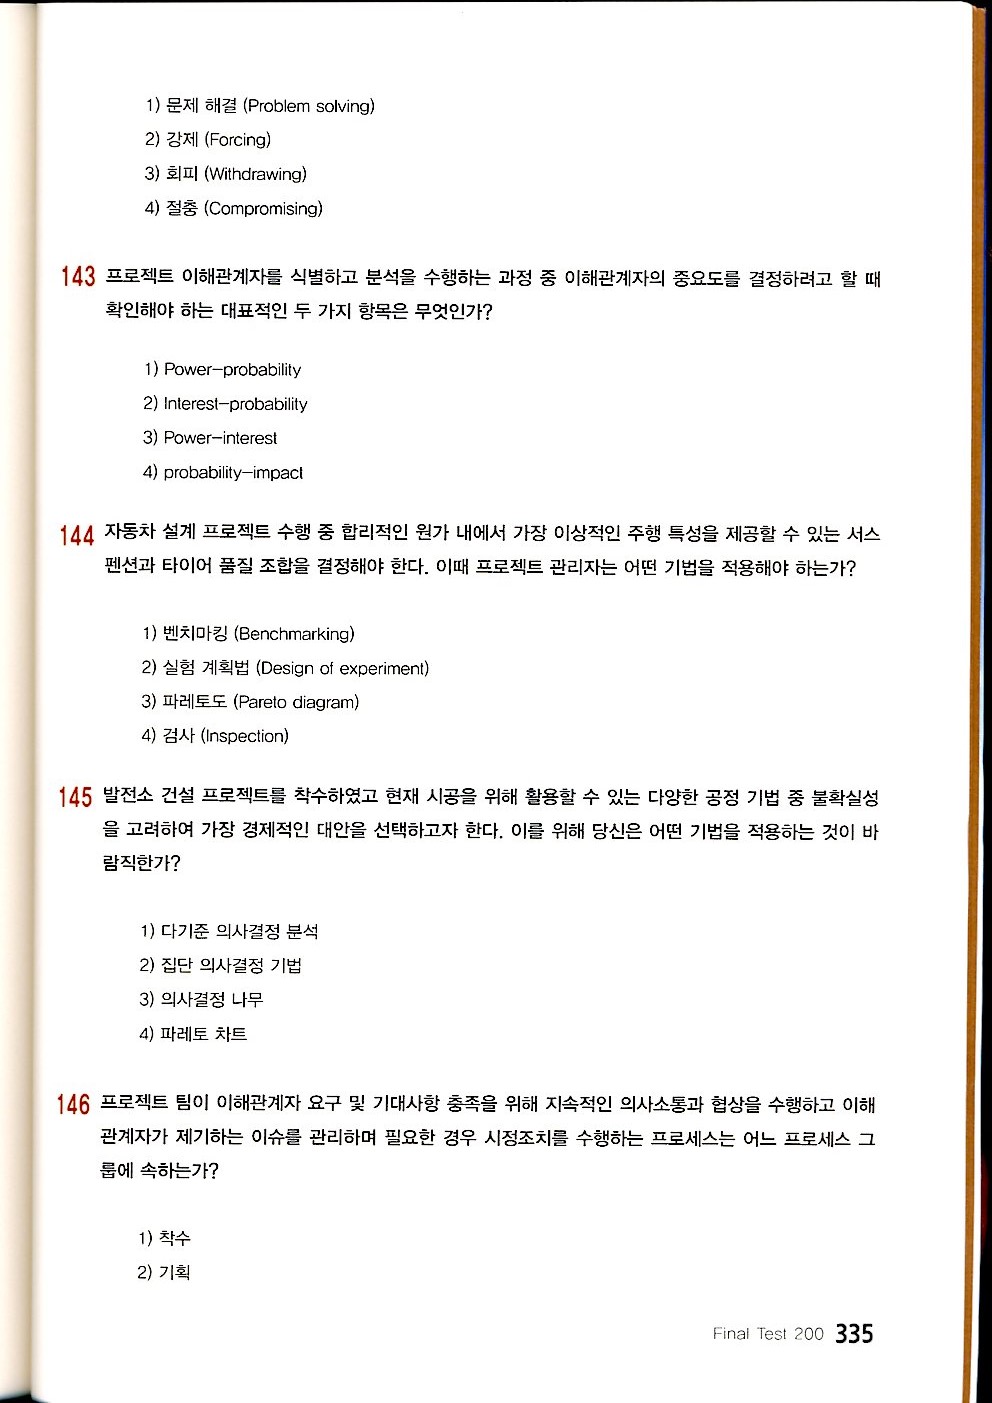 1) 문제 해결 (Problem solving)
2) 강제 (Forcing)
3) 회피 (Withdrawing)
4) 절충 (Compromising)
143 프로젝트 이해관계자를 식별하고 분석을 수행하는 과정 중 이해관계자의 중요도를 결정하려고 할 때
확인해야 하는 대표적인 두 가지 항목은 무엇인가?
1) Power-probability
2) Interest-probability
3) Power-interest
4) probability-impact
144 자동차 설계 프로젝트 수행 중 합리적인 원가 내에서 가장 이상적인 주행 특성을 제공할 수 있는 서스
펜션과 타이어 품질 조합을 결정해야 한다. 이때 프로젝트 관리자는 어떤 기법을 적용해야 하는가?
1) 벤치마킹 (Benchmarking)
2) 실험 계획법 (Design of experiment)
3) 파레토도 (Pareto diagram)
4) 검사 (Inspection)
145 발전소 건설 프로젝트를 착수하였고 현재 시공을 위해 활용할 수 있는 다양한 공정 기법 중 불확실성
을 고려하여 가장 경제적인 대안을 선택하고자 한다. 이를 위해 당신은 어떤 기법을 적용하는 것이 바
람직한가?
1) 다기준 의사결정 분석
2) 집단 의사결정 기법
3) 의사결정 나무
4) 파레토 차트
146 프로젝트 팀이 이해관계자 요구 및 기대사항 충족을 위해 지속적인 의사소통과 협상을 수행하고 이해
관계자가 제기하는 이슈를 관리하며 필요한 경우 시정조치를 수행하는 프로세스는 어느 프로세스 그
룹에 속하는가?
1) 착수
2) 기획
Final Test 200 335